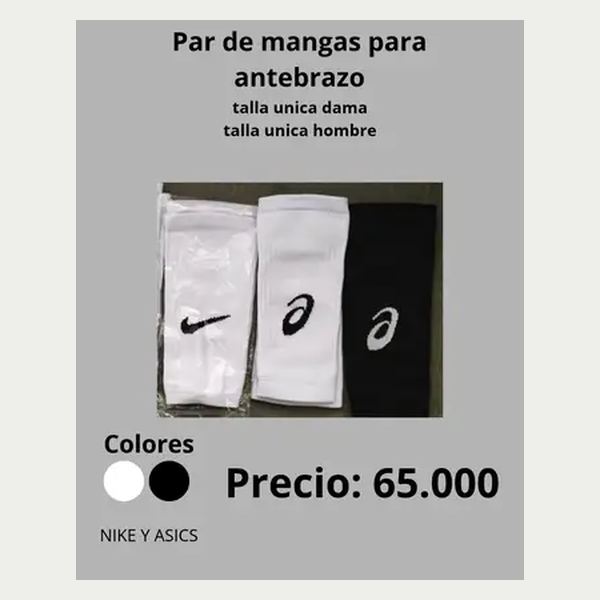 Par de mangas para
antebrazo
talla unica dama
talla unica hombre
Colores
Precio: 65.000
NIKE Y ASICS